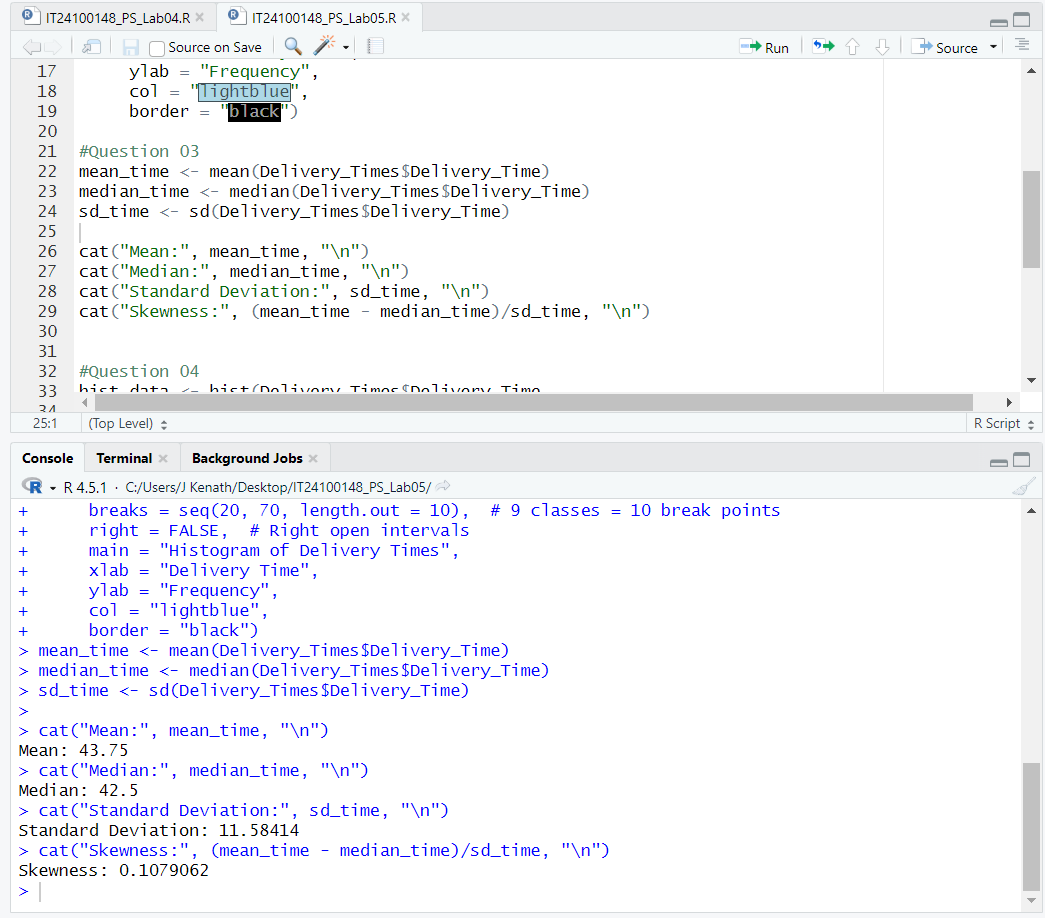 IT24100148_PS_Lab04.R
IT24100148_PS_Lab05.R
Source on Save
Run
Source
17 ylab = "Frequency",
18 col = "lightblue",
19 border = "black")
20
21 #Question 03
22 mean_time <- mean(Delivery_Times$Delivery_Time)
23 median_time <- median(Delivery_Times$Delivery_Time)
24 sd_time <- sd(Delivery_Times$Delivery_Time)
25
26 cat("Mean:", mean_time, "\n")
27 cat("Median:", median_time, "\n")
28 cat("Standard Deviation:", sd_time, "\n")
29 cat("Skewness:", (mean_time - median_time)/sd_time, "\n")
30
31
32 #Question 04
33 hist_data <- hist(Delivery_Times$Delivery_Time
34
25:1 (Top Level) R Script
Console Terminal Background Jobs
R 4.5.1 · C:/Users/J Kenath/Desktop/IT24100148_PS_Lab05/
+ breaks = seq(20, 70, length.out = 10), # 9 classes = 10 break points
+ right = FALSE, # Right open intervals
+ main = "Histogram of Delivery Times",
+ xlab = "Delivery Time",
+ ylab = "Frequency",
+ col = "lightblue",
+ border = "black")
> mean_time <- mean(Delivery_Times$Delivery_Time)
> median_time <- median(Delivery_Times$Delivery_Time)
> sd_time <- sd(Delivery_Times$Delivery_Time)
>
> cat("Mean:", mean_time, "\n")
Mean: 43.75
> cat("Median:", median_time, "\n")
Median: 42.5
> cat("Standard Deviation:", sd_time, "\n")
Standard Deviation: 11.58414
> cat("Skewness:", (mean_time - median_time)/sd_time, "\n")
Skewness: 0.1079062
>